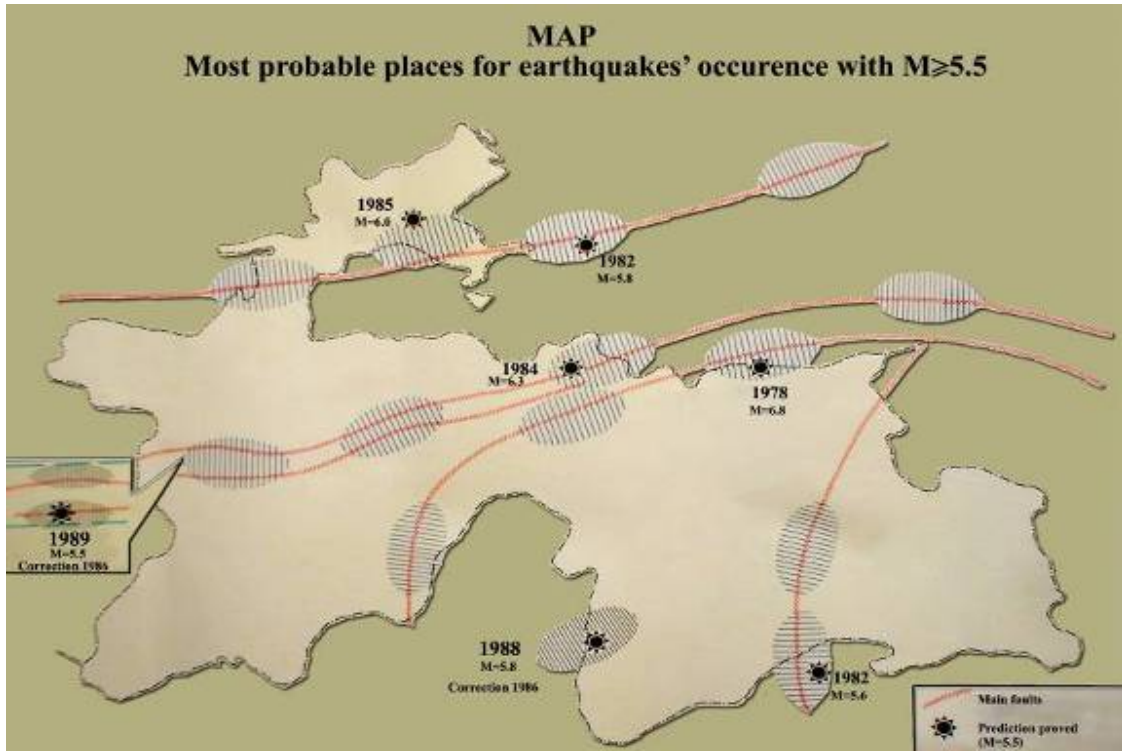 MAP
Most probable places for earthquakes' occurence with M⩾5.5
1985
M=6.0
1982
M=5.8
1984
M=6.3
1978
M=6.8
1989
M=5.5
Correction 1986
1988
M=5.8
Correction 1986
1982
M=5.6
Main faults
Prediction proved
(M=5.5)